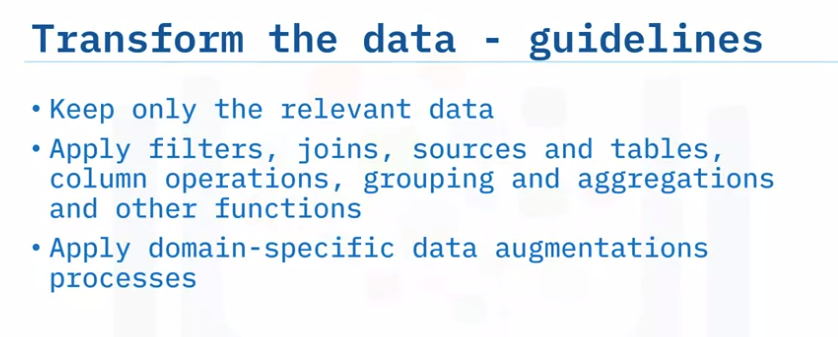 Transform the data - guidelines
• Keep only the relevant data
• Apply filters, joins, sources and tables,
column operations, grouping and aggregations
and other functions
• Apply domain-specific data augmentations
processes